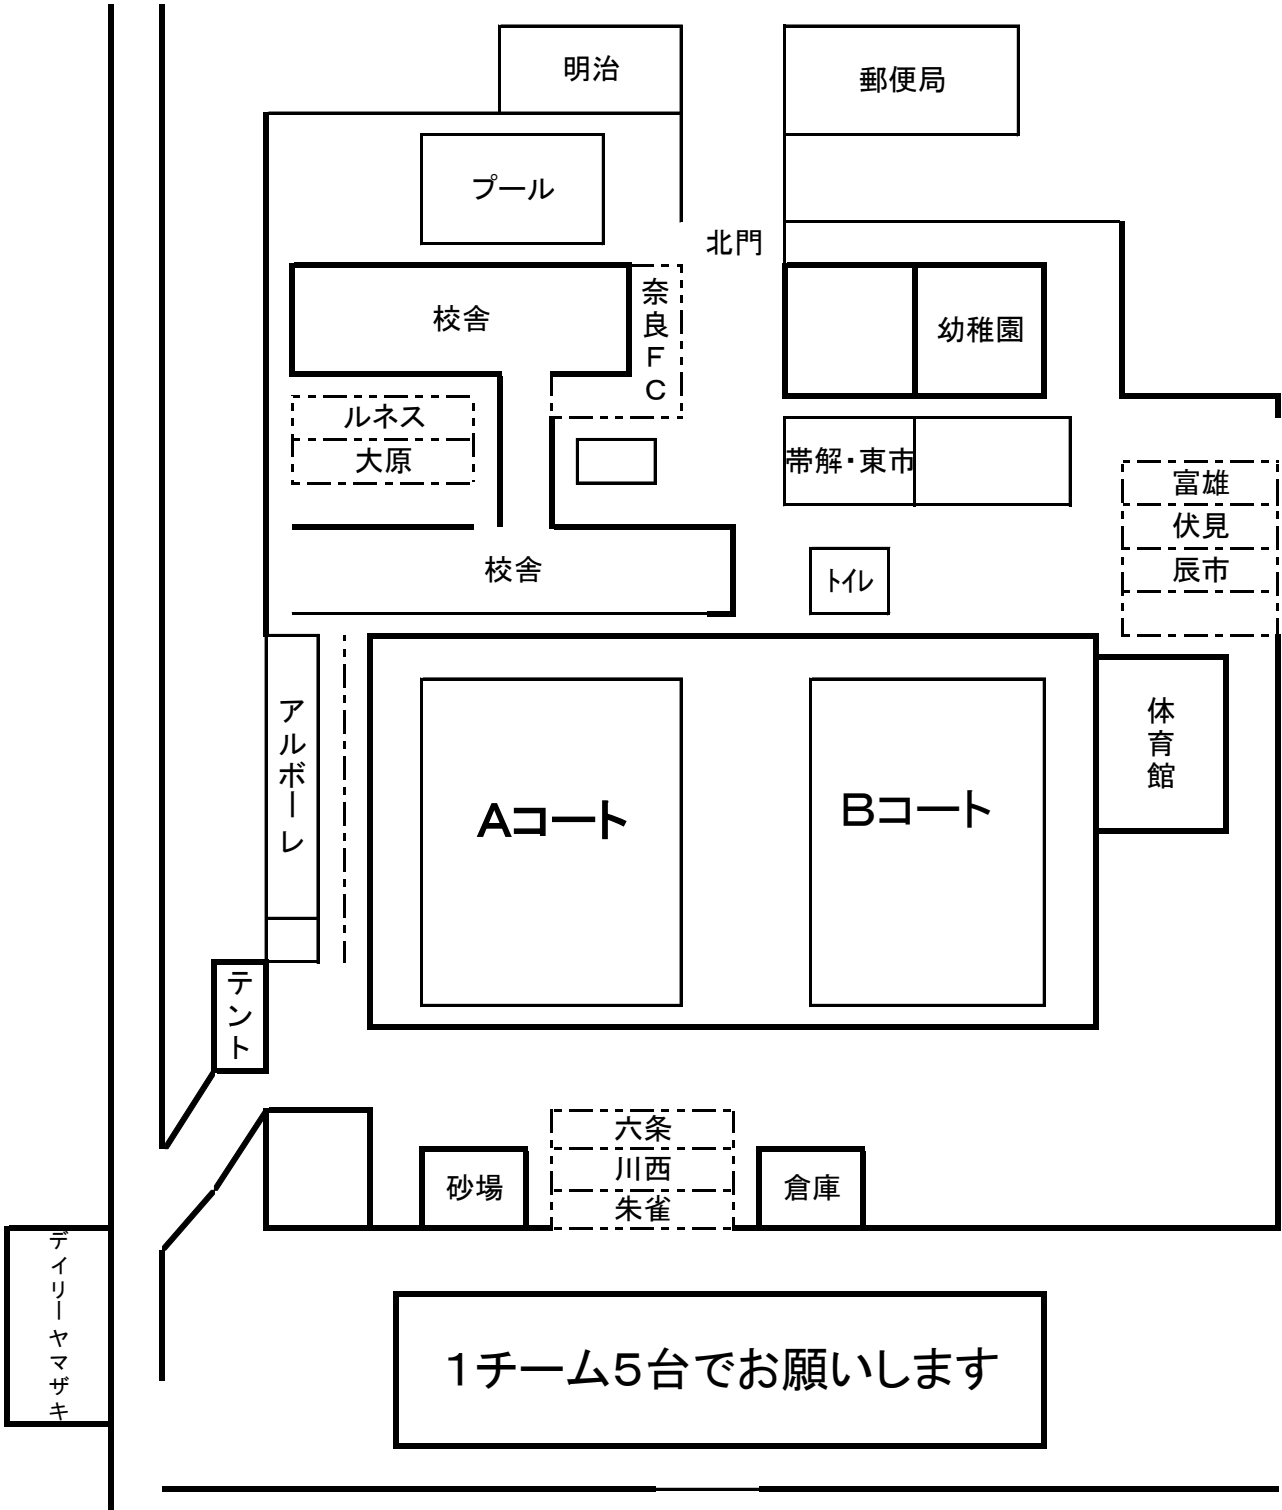 明治
郵便局
プール
北門
奈良FC
校舎
幼稚園
ルネス
大原
帯解・東市
富雄
伏見
辰市
校舎
トイレ
アルボーレ
体育館
Aコート
Bコート
テント
六条
川西
朱雀
砂場
倉庫
デイリーヤマザキ
1チーム5台でお願いします